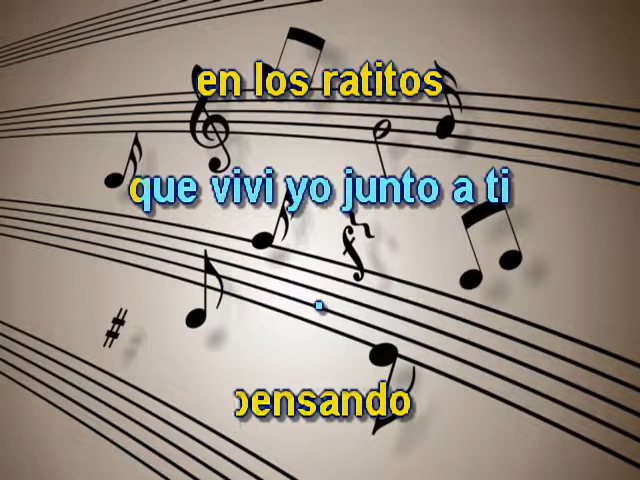 en los ratitos
que vivi yo junto a ti
.
pensando